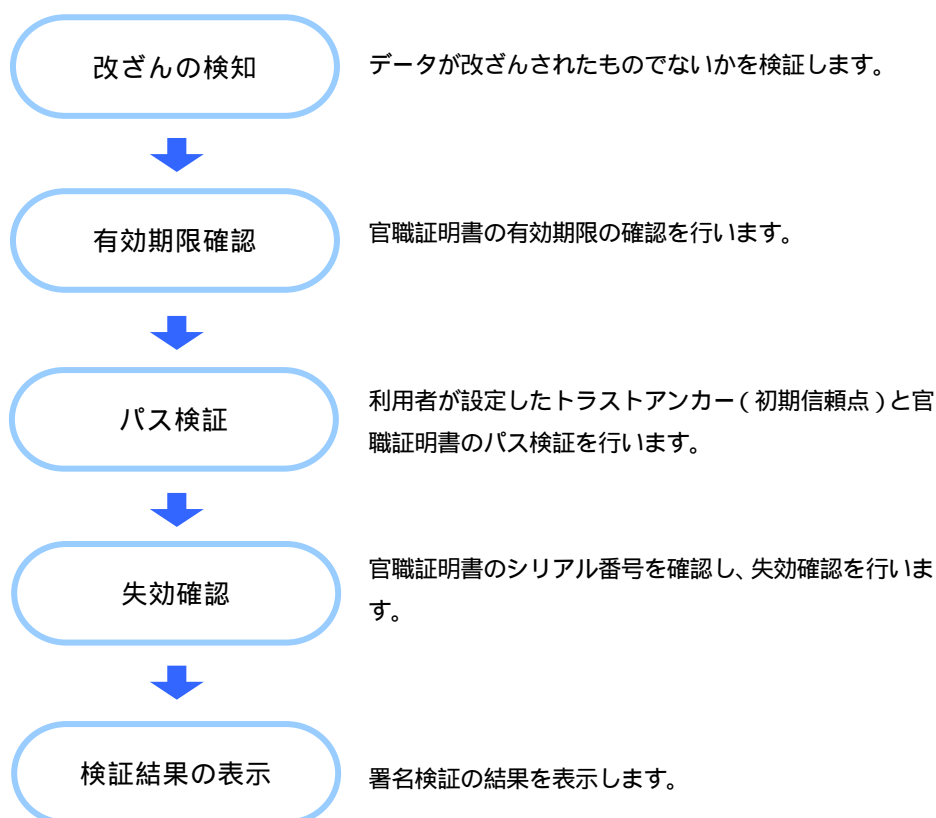 改ざんの検知
データが改ざんされたものでないかを検証します。
有効期限確認
官職証明書の有効期限の確認を行います。
パス検証
利用者が設定したトラストアンカー(初期信頼点)と官
職証明書のパス検証を行います。
失効確認
官職証明書のシリアル番号を確認し、失効確認を行いま
す。
検証結果の表示
署名検証の結果を表示します。